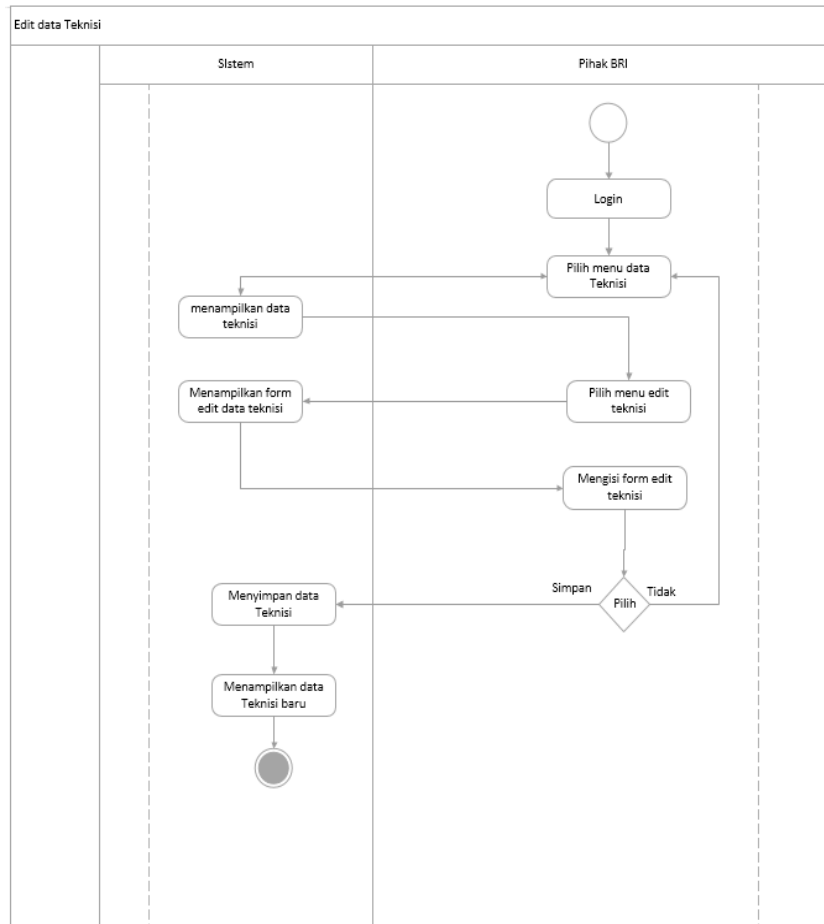 Edit data Teknisi
SIstem
Pihak BRI
Login
Pilih menu data
Teknisi
menampilkan data
teknisi
Menampilkan form
edit data teknisi
Pilih menu edit
teknisi
Mengisi form edit
teknisi
Simpan
Pilih
Tidak
Menyimpan data
Teknisi
Menampilkan data
Teknisi baru